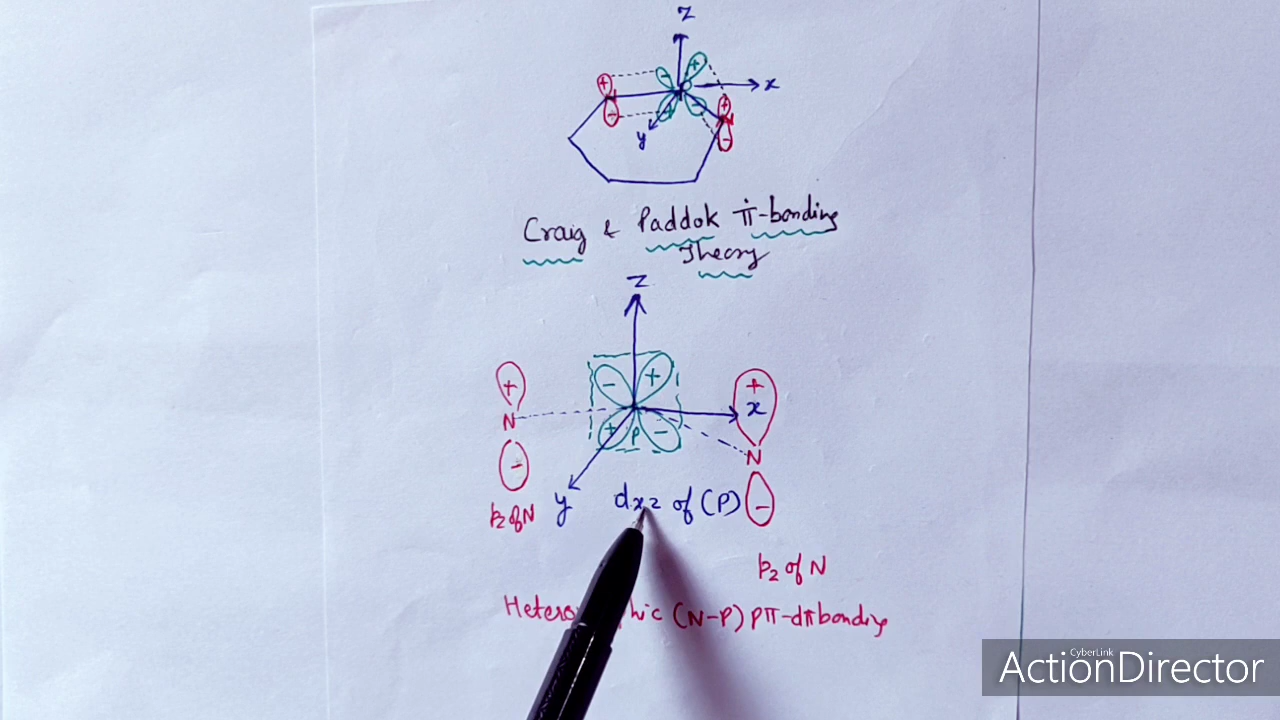 Z
+ - - + x
- + - +
y -
Craig & Paddok π-bonding
Theory
Z
+ - + +
N x
+ P - N
-
y dxz of (P) -
pz of N
pz of N
(N-P) pπ-dπ bonding
CyberLink
ActionDirector